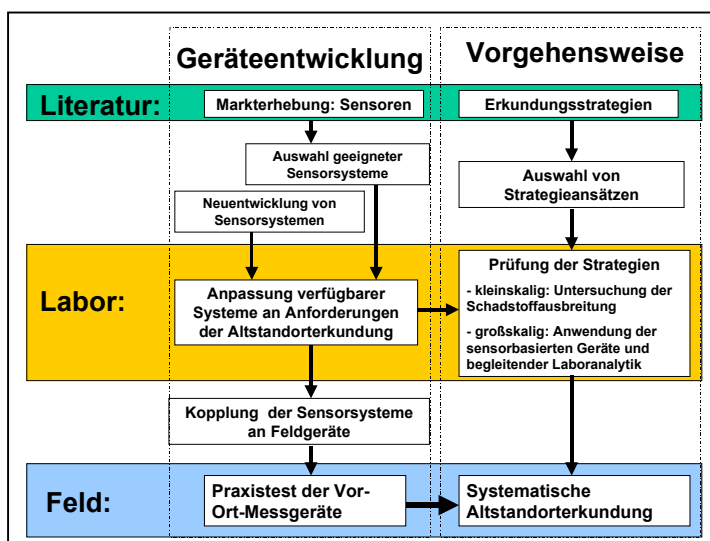 Geräteentwicklung
Vorgehensweise
Literatur:
Markterhebung: Sensoren
Erkundungsstrategien
Auswahl geeigneter
Sensorsysteme
Auswahl von
Strategieansätzen
Neuentwicklung von
Sensorsystemen
Labor:
Anpassung verfügbarer
Systeme an Anforderungen
der Altstandorterkundung
Prüfung der Strategien
- kleinskalig: Untersuchung der
Schadstoffausbreitung
- großskalig: Anwendung der
sensorbasierten Geräte und
begleitender Laboranalytik
Kopplung der Sensorsysteme
an Feldgeräte
Feld:
Praxistest der Vor-
Ort-Messgeräte
Systematische
Altstandorterkundung